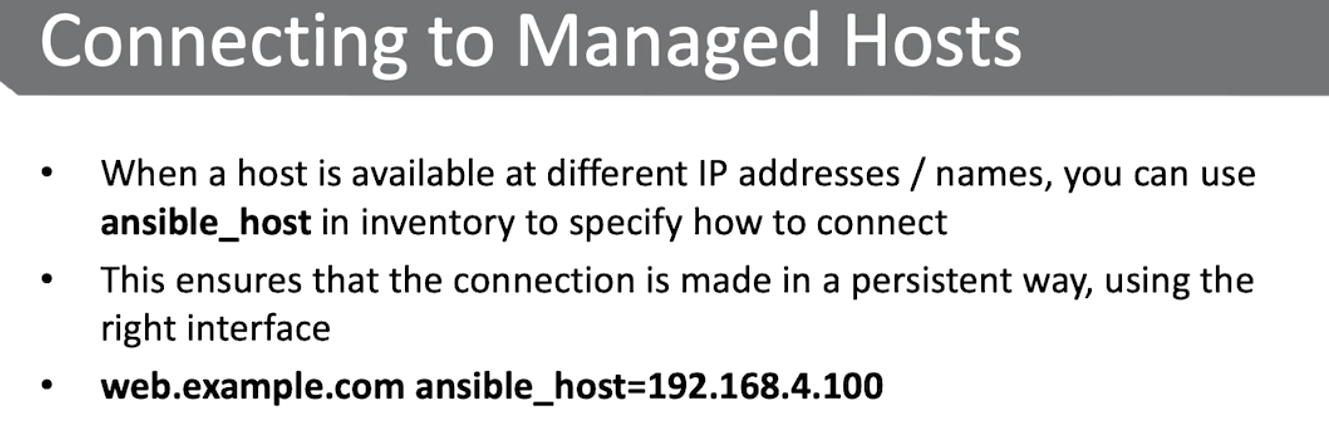 Connecting to Managed Hosts
• When a host is available at different IP addresses / names, you can use
ansible_host in inventory to specify how to connect
• This ensures that the connection is made in a persistent way, using the
right interface
• web.example.com ansible_host=192.168.4.100